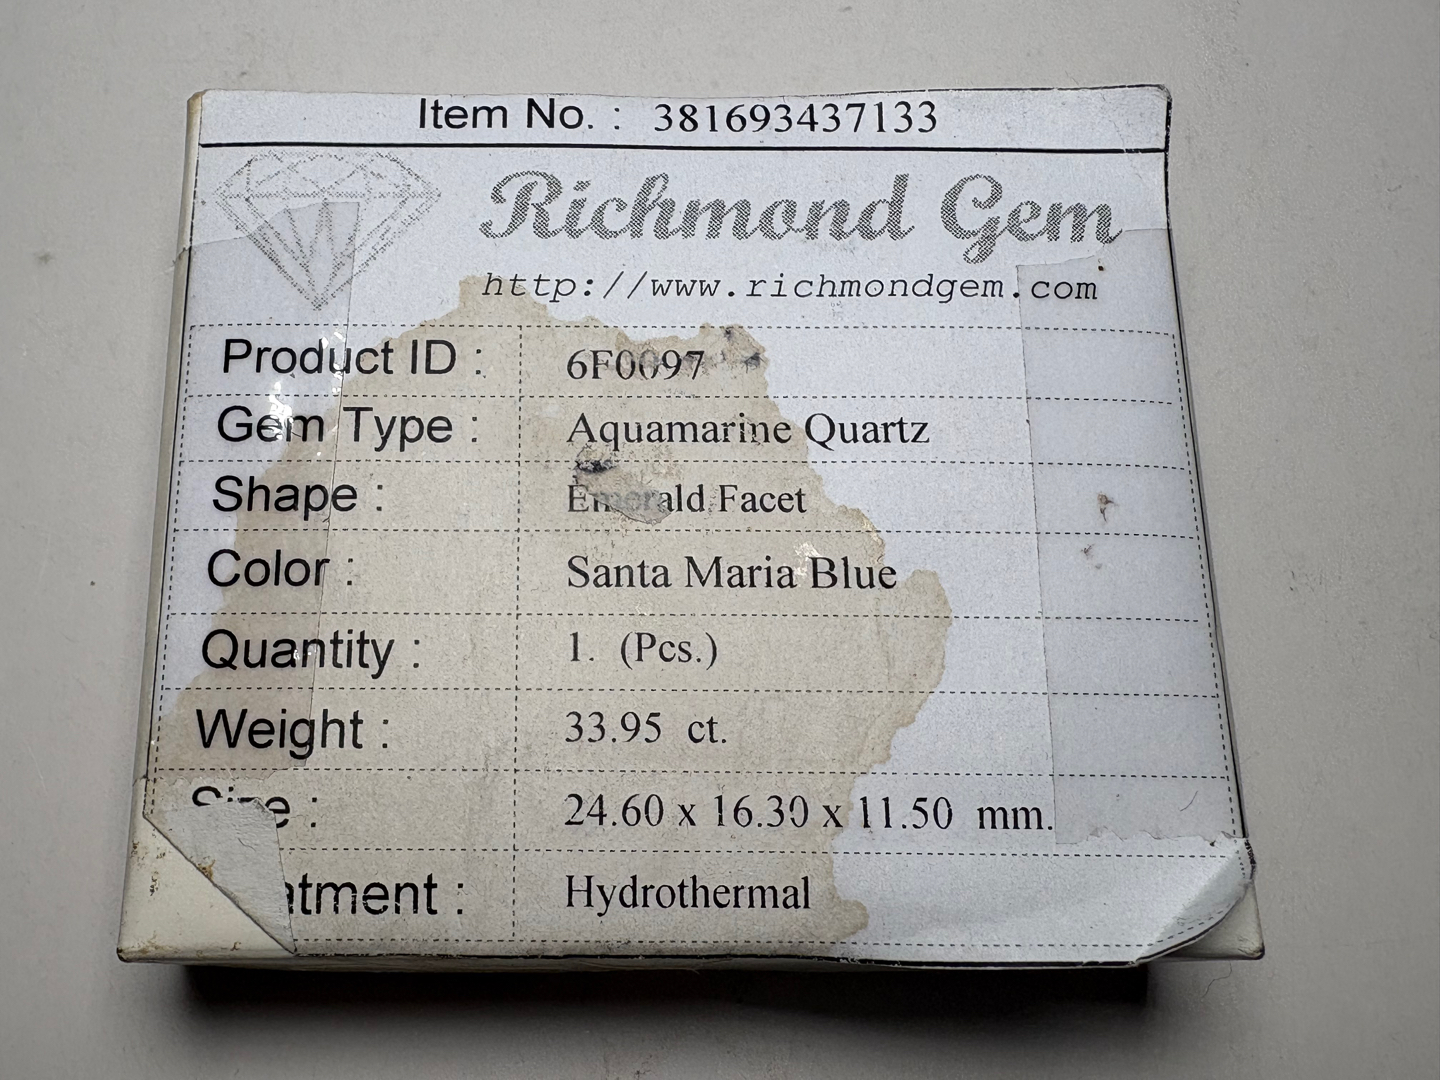 Item No. : 381693437133
Richmond Gem
http://www.richmondgem.com
Product ID : 6F0097
Gem Type : Aquamarine Quartz
Shape : Emerald Facet
Color : Santa Maria Blue
Quantity : 1. (Pcs.)
Weight : 33.95 ct.
Size : 24.60 x 16.30 x 11.50 mm.
atment : Hydrothermal